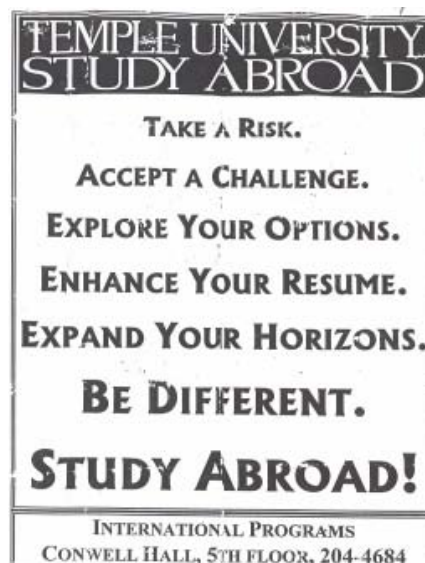 TEMPLE UNIVERSITY
STUDY ABROAD
TAKE A RISK.
ACCEPT A CHALLENGE.
EXPLORE YOUR OPTIONS.
ENHANCE YOUR RESUME.
EXPAND YOUR HORIZONS.
BE DIFFERENT.
STUDY ABROAD!
INTERNATIONAL PROGRAMS
CONWELL HALL, 5TH FLOOR, 204-4684